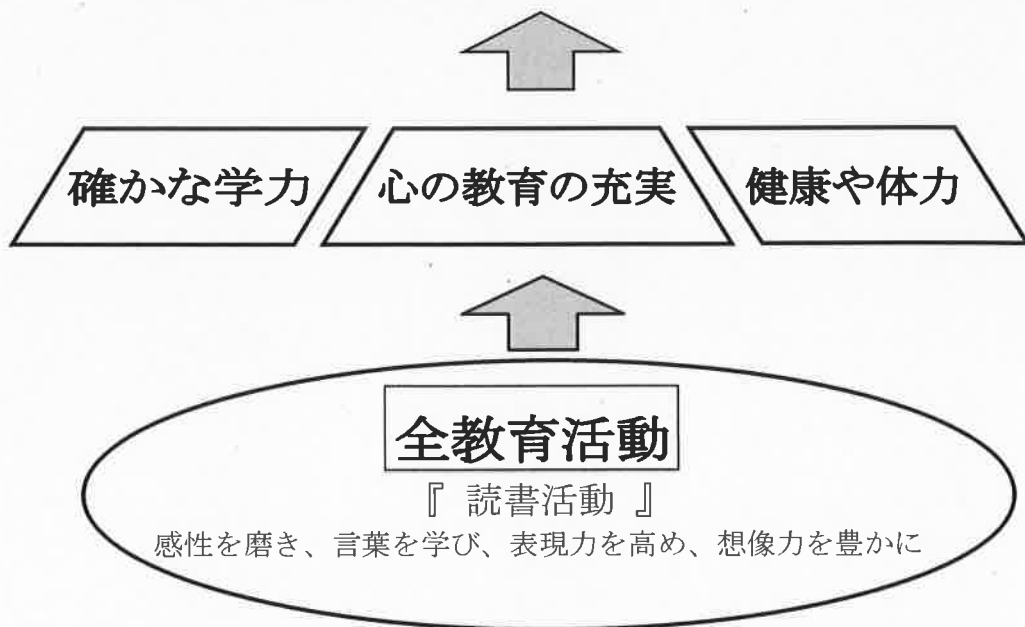 確かな学力
心の教育の充実
健康や体力
全教育活動
『 読書活動 』
感性を磨き、言葉を学び、表現力を高め、想像力を豊かに